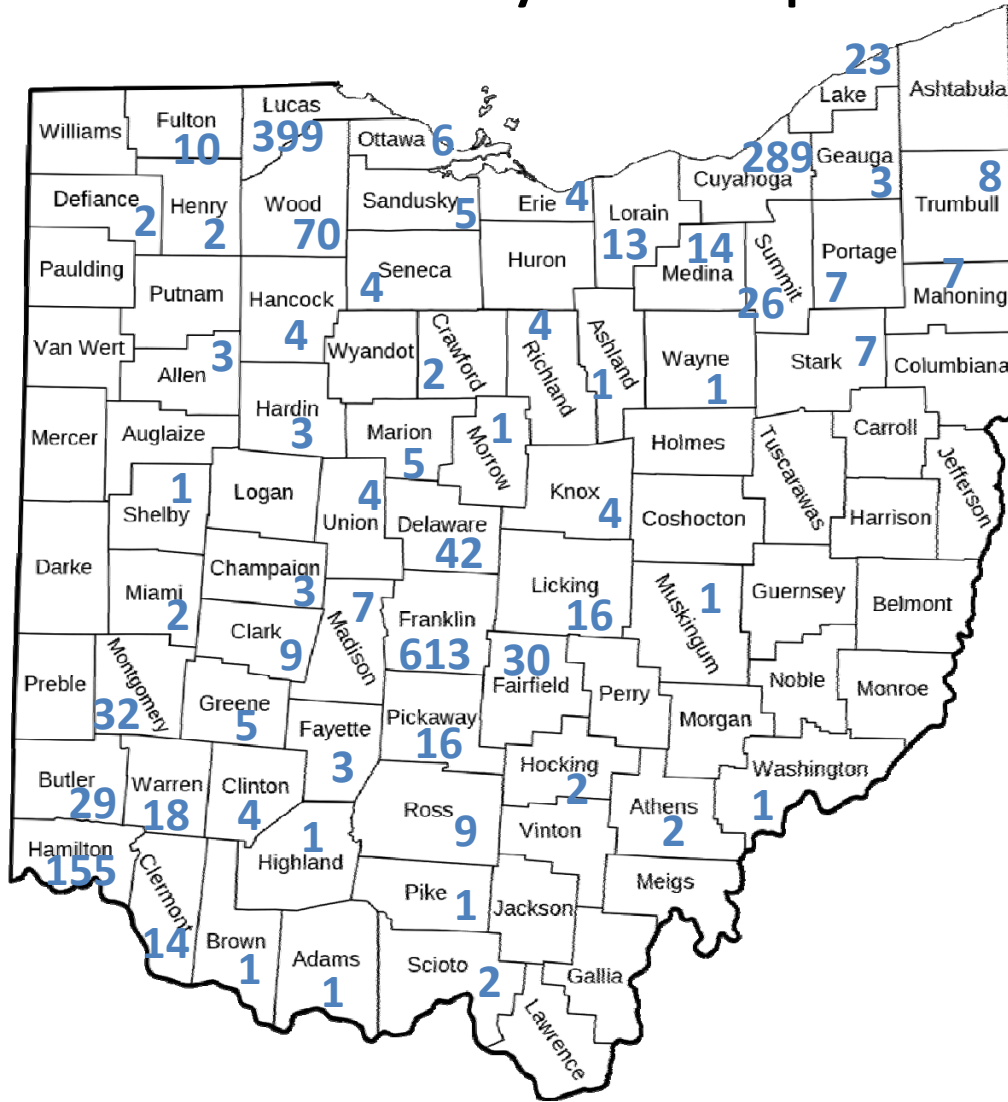 23
Lake
Ashtabula
Williams
Fulton
10
Lucas
399
Ottawa 6
289
Cuyahoga
Geauga
3
8
Trumbull
Defiance
2
Henry
2
Wood
70
Sandusky
5
Erie 4
Lorain
13
14
Medina
Summit
26
Portage
7
7
Mahoning
Paulding
Putnam
Hancock
4
Seneca
4
Huron
Van Wert
Allen
3
Wyandot
Crawford
2
4
Richland
Ashland
1
Wayne
1
Stark 7
Columbiana
Mercer
Auglaize
Hardin
3
Marion
5
Morrow
1
Holmes
Tuscarawas
Carroll
Jefferson
1
Shelby
Logan
4
Union
Delaware
42
Knox
4
Coshocton
Harrison
Darke
Miami
2
Champaign
3
Clark
9
7
Madison
Franklin
613
Licking
16
Muskingum
1
Guernsey
Belmont
Preble
Montgomery
32
Greene
5
Fayette
3
Pickaway
16
30
Fairfield
Perry
Morgan
Noble
Monroe
Butler
29
Warren
18
Clinton
4
1
Highland
Ross
9
Hocking
2
Vinton
Athens
2
Washington
1
Hamilton
155
Clermont
14
Brown
1
Adams
1
Pike 1
Scioto
2
Jackson
Meigs
Gallia
Lawrence